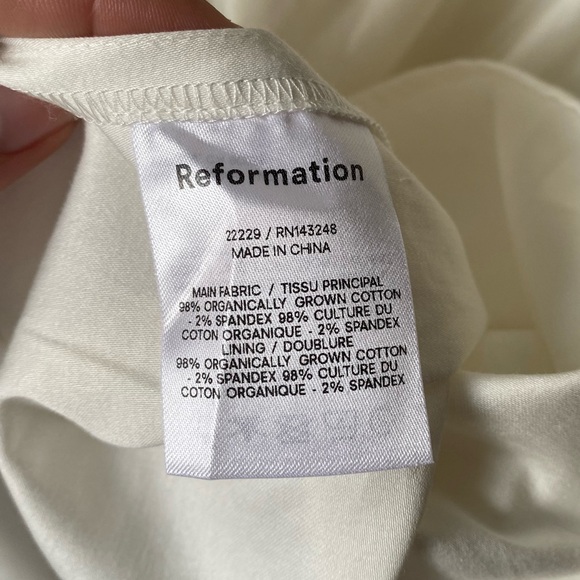 Reformation
22229 / RN143248
MADE IN CHINA
MAIN FABRIC / TISSU PRINCIPAL
98% ORGANICALLY GROWN COTTON
- 2% SPANDEX 98% CULTURE DU
COTON ORGANIQUE - 2% SPANDEX
LINING / DOUBLURE
98% ORGANICALLY GROWN COTTON
- 2% SPANDEX 98% CULTURE DU
COTON ORGANIQUE - 2% SPANDEX